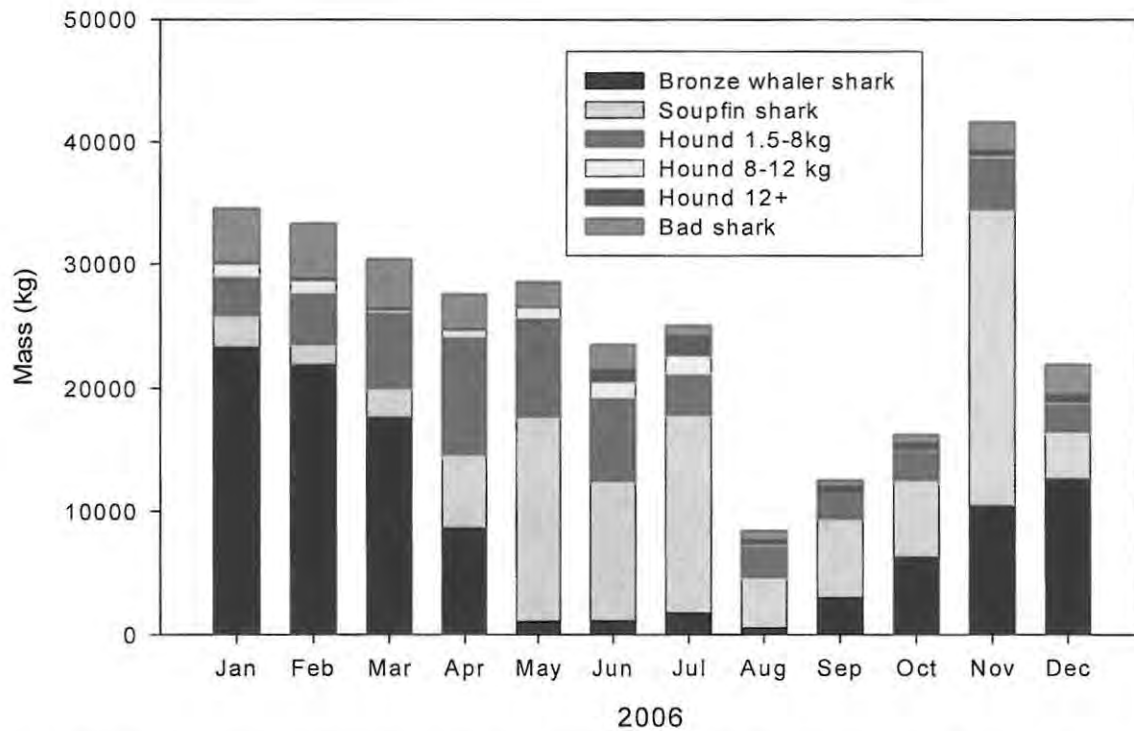 50000
40000
30000
20000
10000
0
Mass (kg)
Bronze whaler shark
Soupfin shark
Hound 1.5-8kg
Hound 8-12 kg
Hound 12+
Bad shark
Jan Feb Mar Apr May Jun Jul Aug Sep Oct Nov Dec
2006